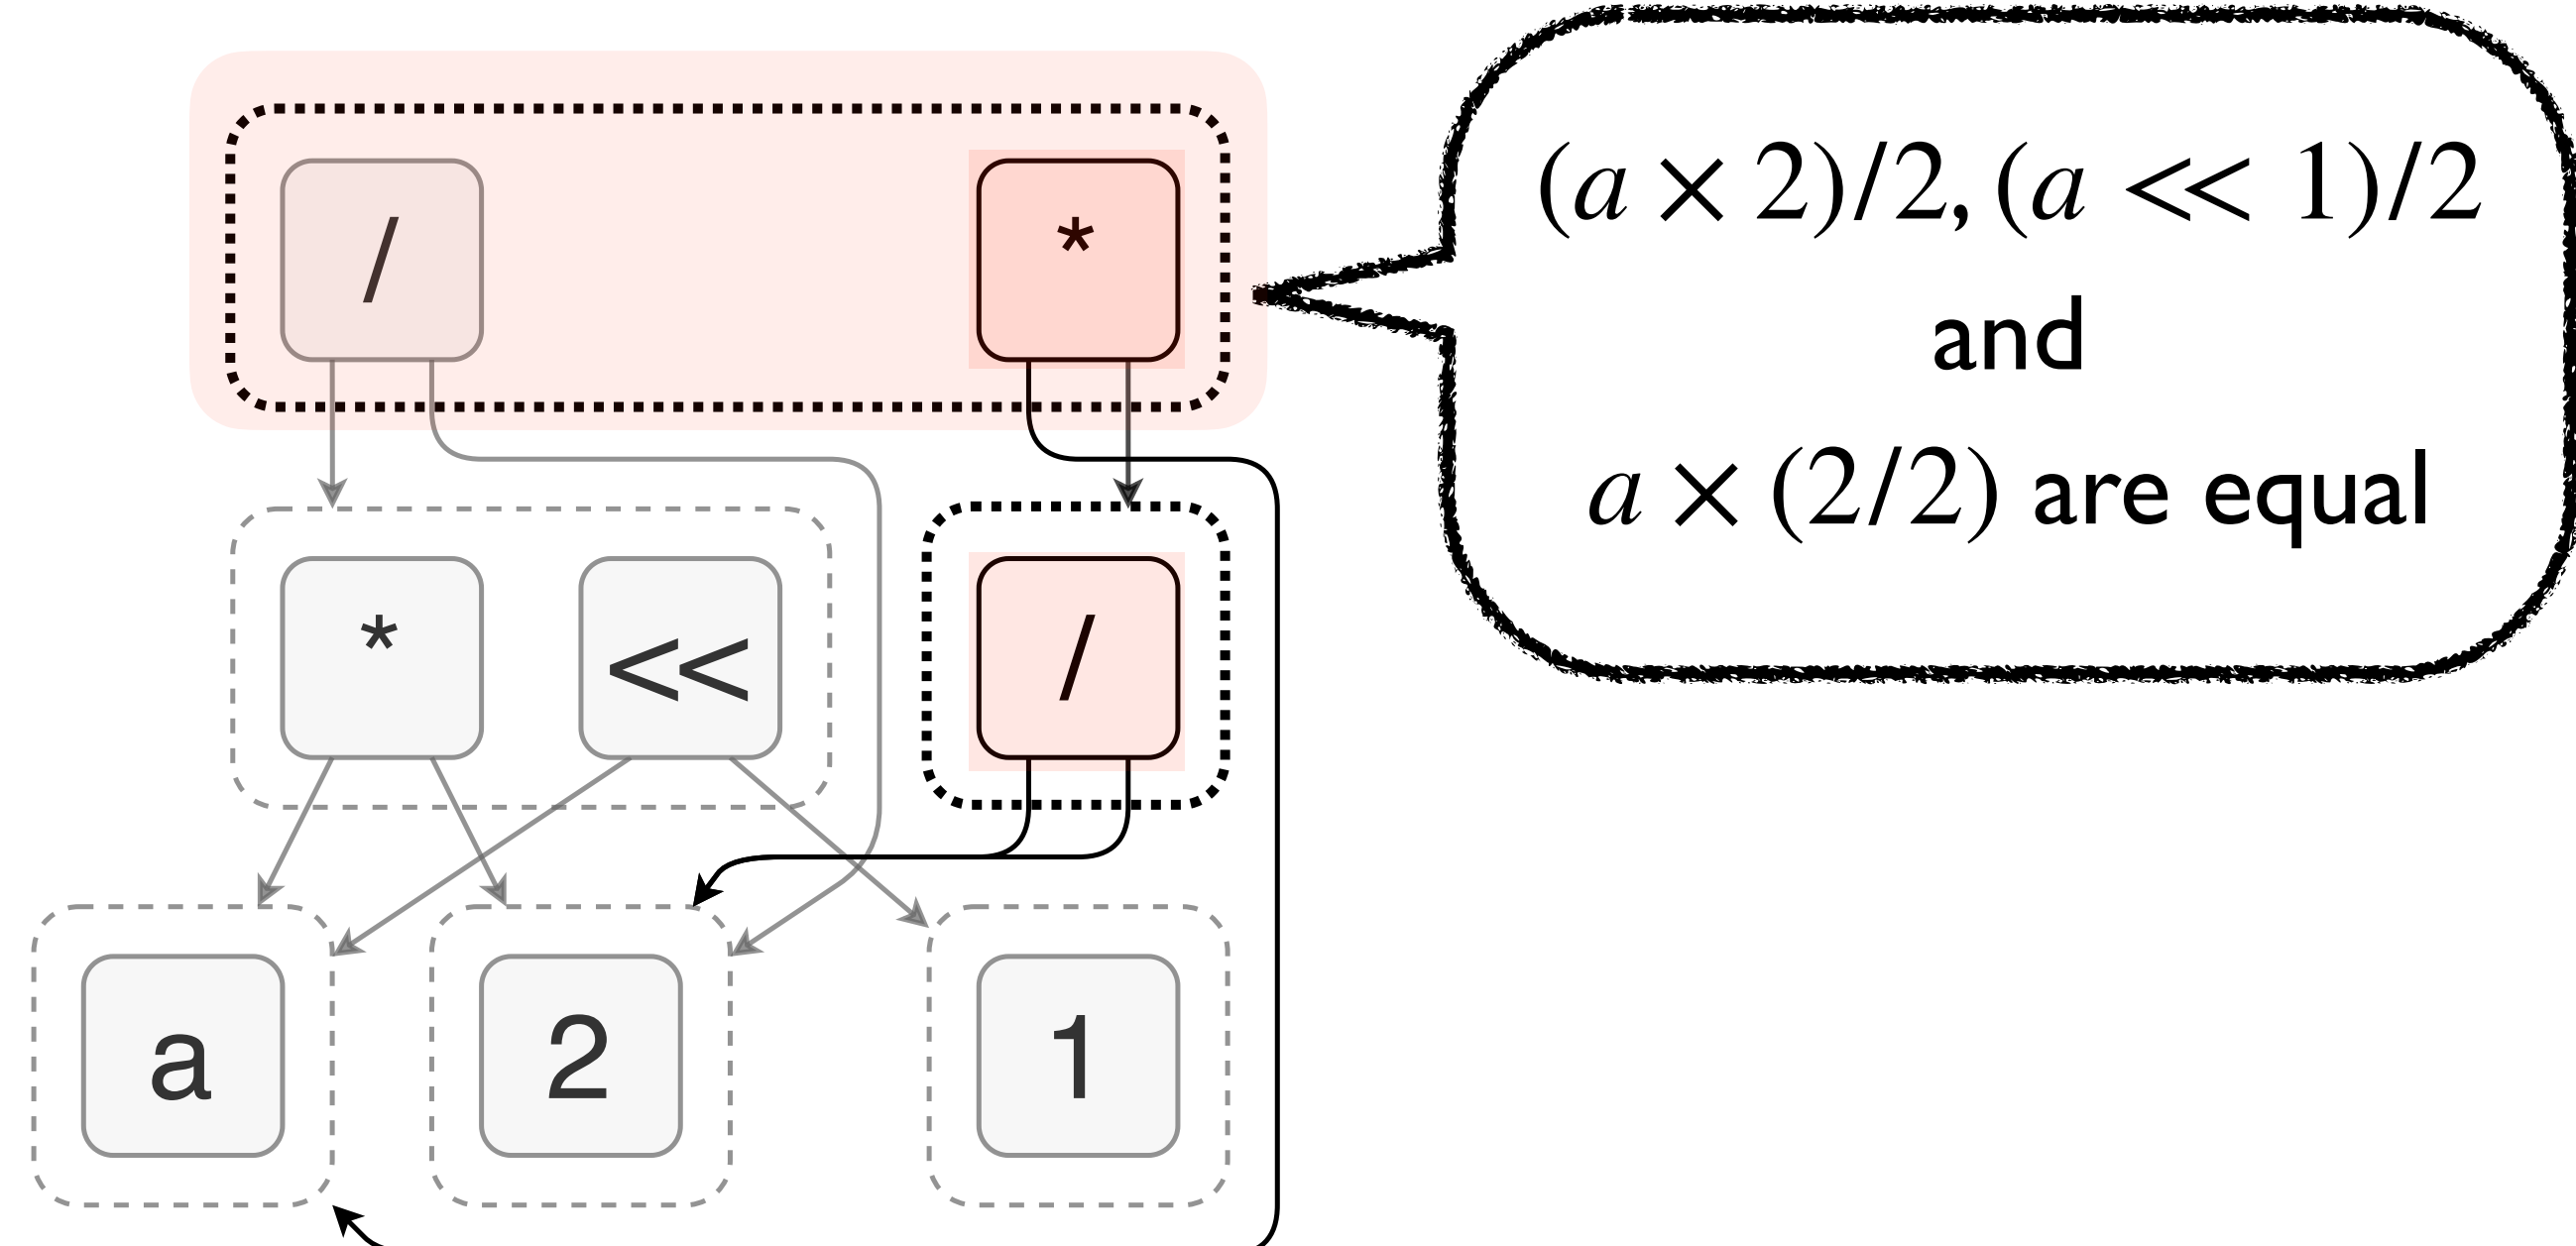 / *
(a × 2)/2, (a ≪ 1)/2
and
a × (2/2) are equal
* << /
a 2 1